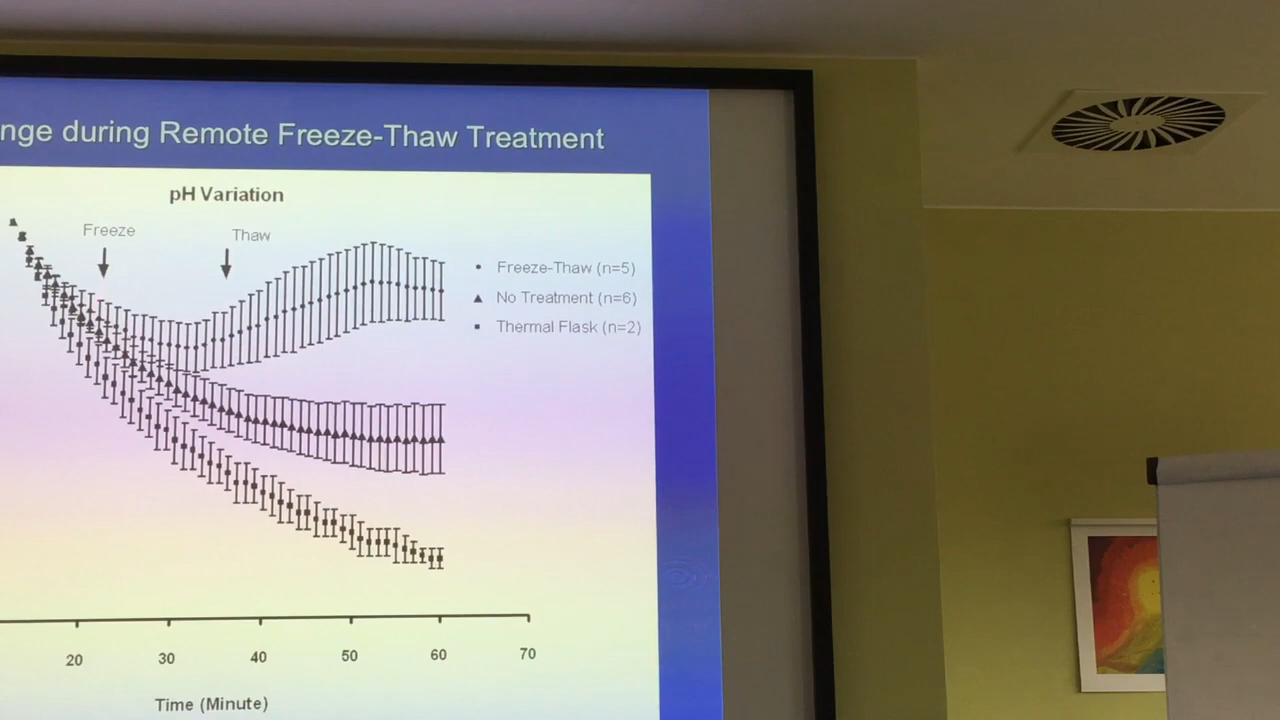 nge during Remote Freeze-Thaw Treatment
pH Variation
Freeze
Thaw
Freeze-Thaw (n=5)
No Treatment (n=6)
Thermal Flask (n=2)
20 30 40 50 60 70
Time (Minute)